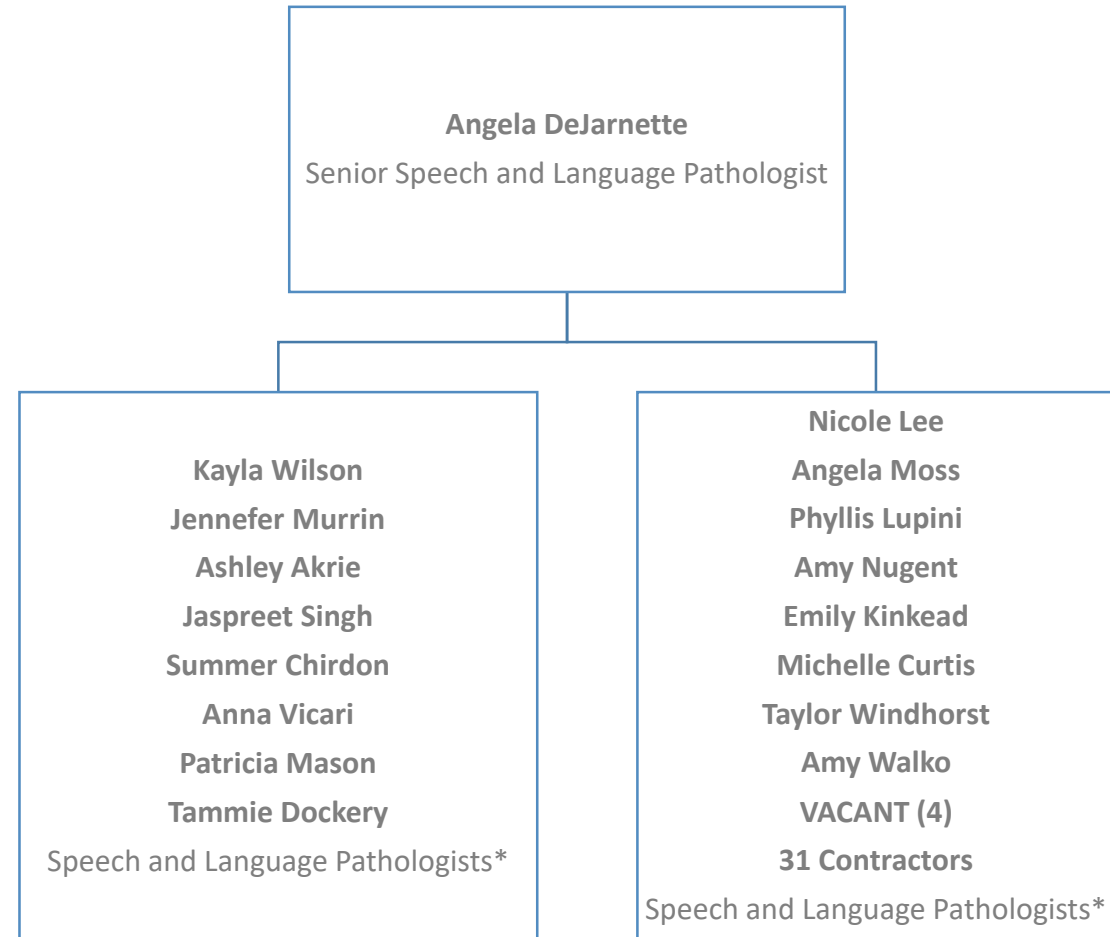 Angela DeJarnette
Senior Speech and Language Pathologist
Kayla Wilson
Jennefer Murrin
Ashley Akrie
Jaspreet Singh
Summer Chirdon
Anna Vicari
Patricia Mason
Tammie Dockery
Speech and Language Pathologists*
Nicole Lee
Angela Moss
Phyllis Lupini
Amy Nugent
Emily Kinkead
Michelle Curtis
Taylor Windhorst
Amy Walko
VACANT (4)
31 Contractors
Speech and Language Pathologists*